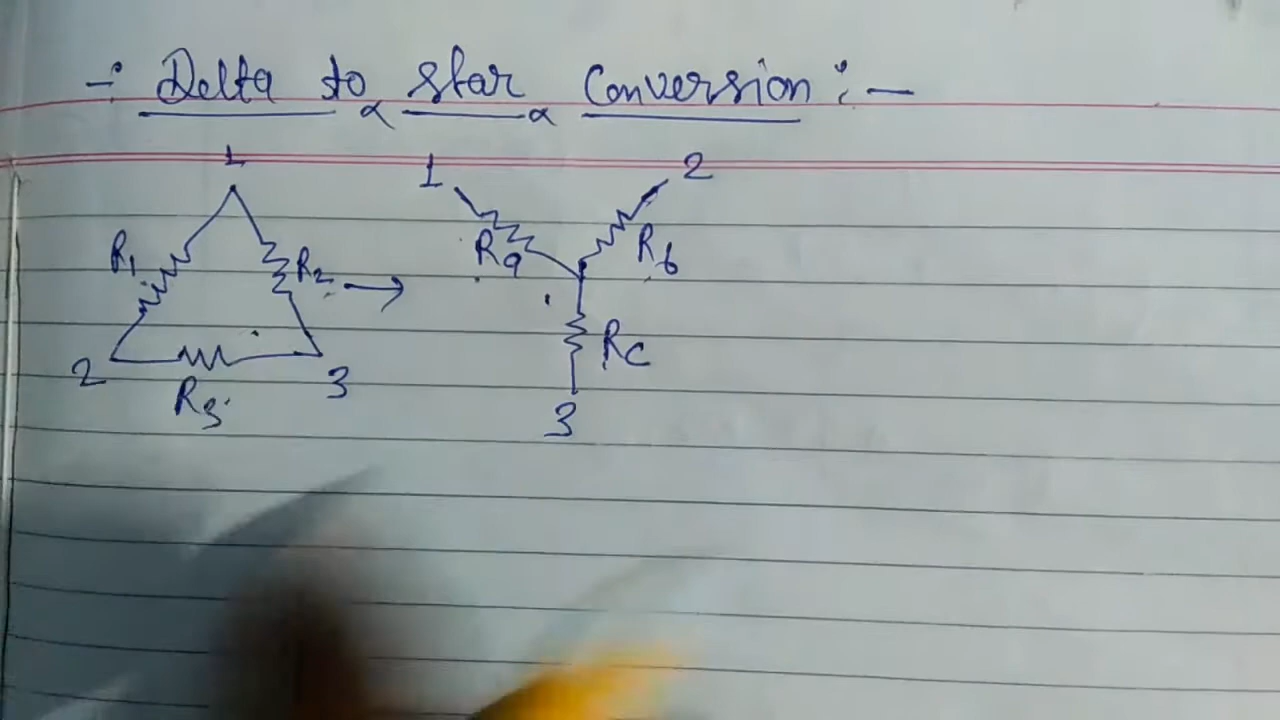 -: Delta to star Conversion :-
1
1 2
R1 R2 Ra Rb
Rc
2 3
R3 3